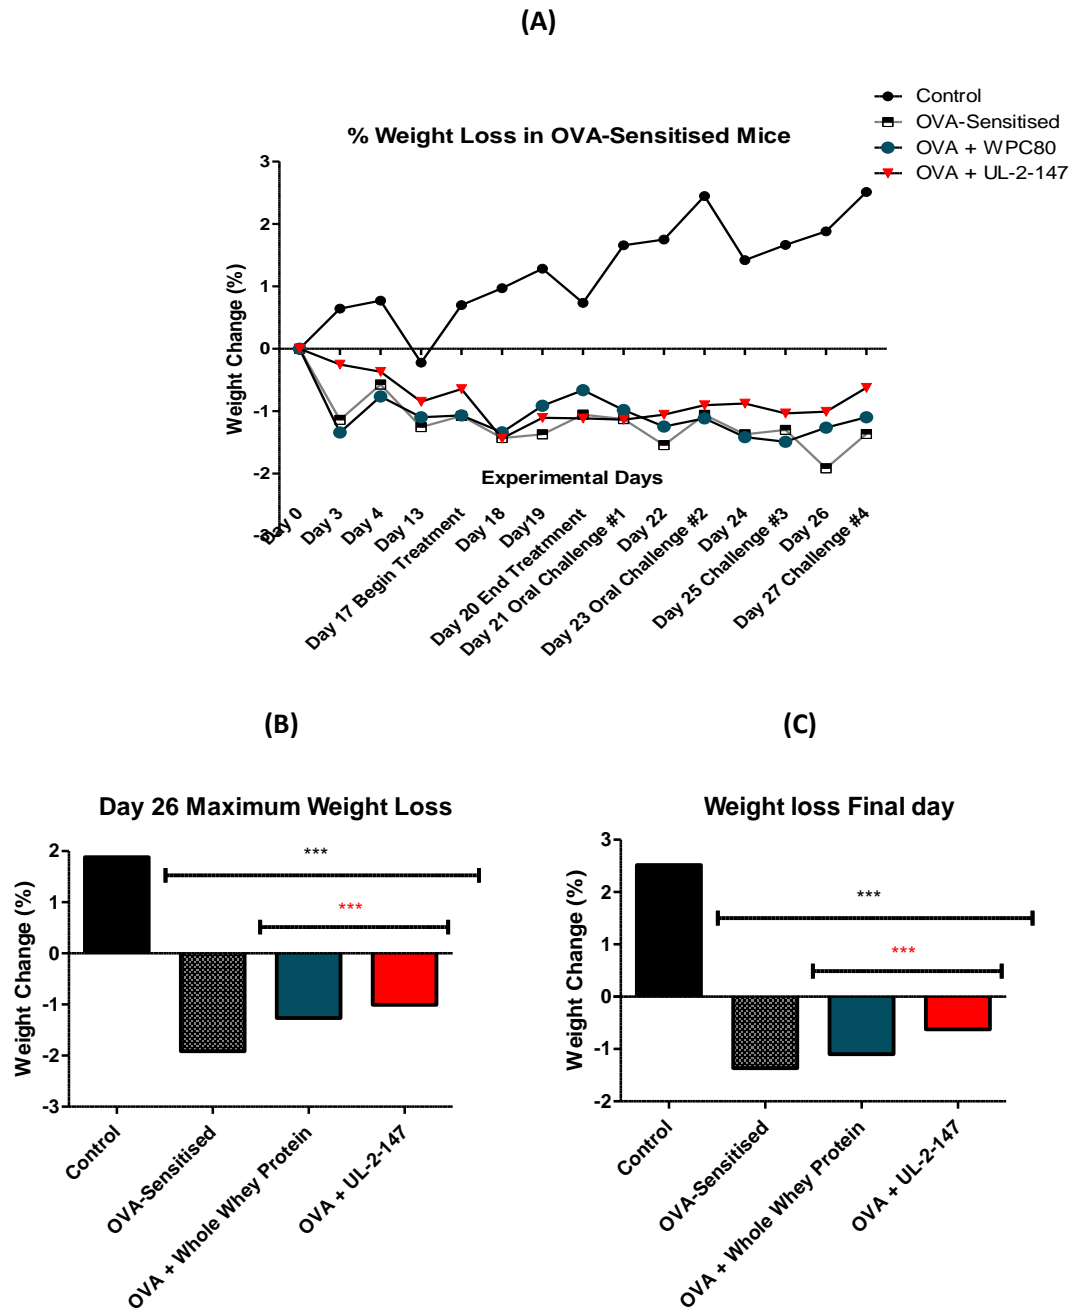 (A)
Control
OVA-Sensitised
OVA + WPC80
OVA + UL-2-147
% Weight Loss in OVA-Sensitised Mice
Weight Change (%)
3
2
1
0
-1
-2
-3
Experimental Days
Day 0
Day 3
Day 4
Day 13
Day 17 Begin Treatment
Day 18
Day19
Day 20 End Treatmnent
Day 21 Oral Challenge #1
Day 22
Day 23 Oral Challenge #2
Day 24
Day 25 Challenge #3
Day 26
Day 27 Challenge #4
(B)
Day 26 Maximum Weight Loss
Weight Change (%)
2
1
0
-1
-2
-3
***
***
Control
OVA-Sensitised
OVA + Whole Whey Protein
OVA + UL-2-147
(C)
Weight loss Final day
Weight Change (%)
3
2
1
0
-1
-2
***
***
Control
OVA-Sensitised
OVA + Whole Whey Protein
OVA + UL-2-147